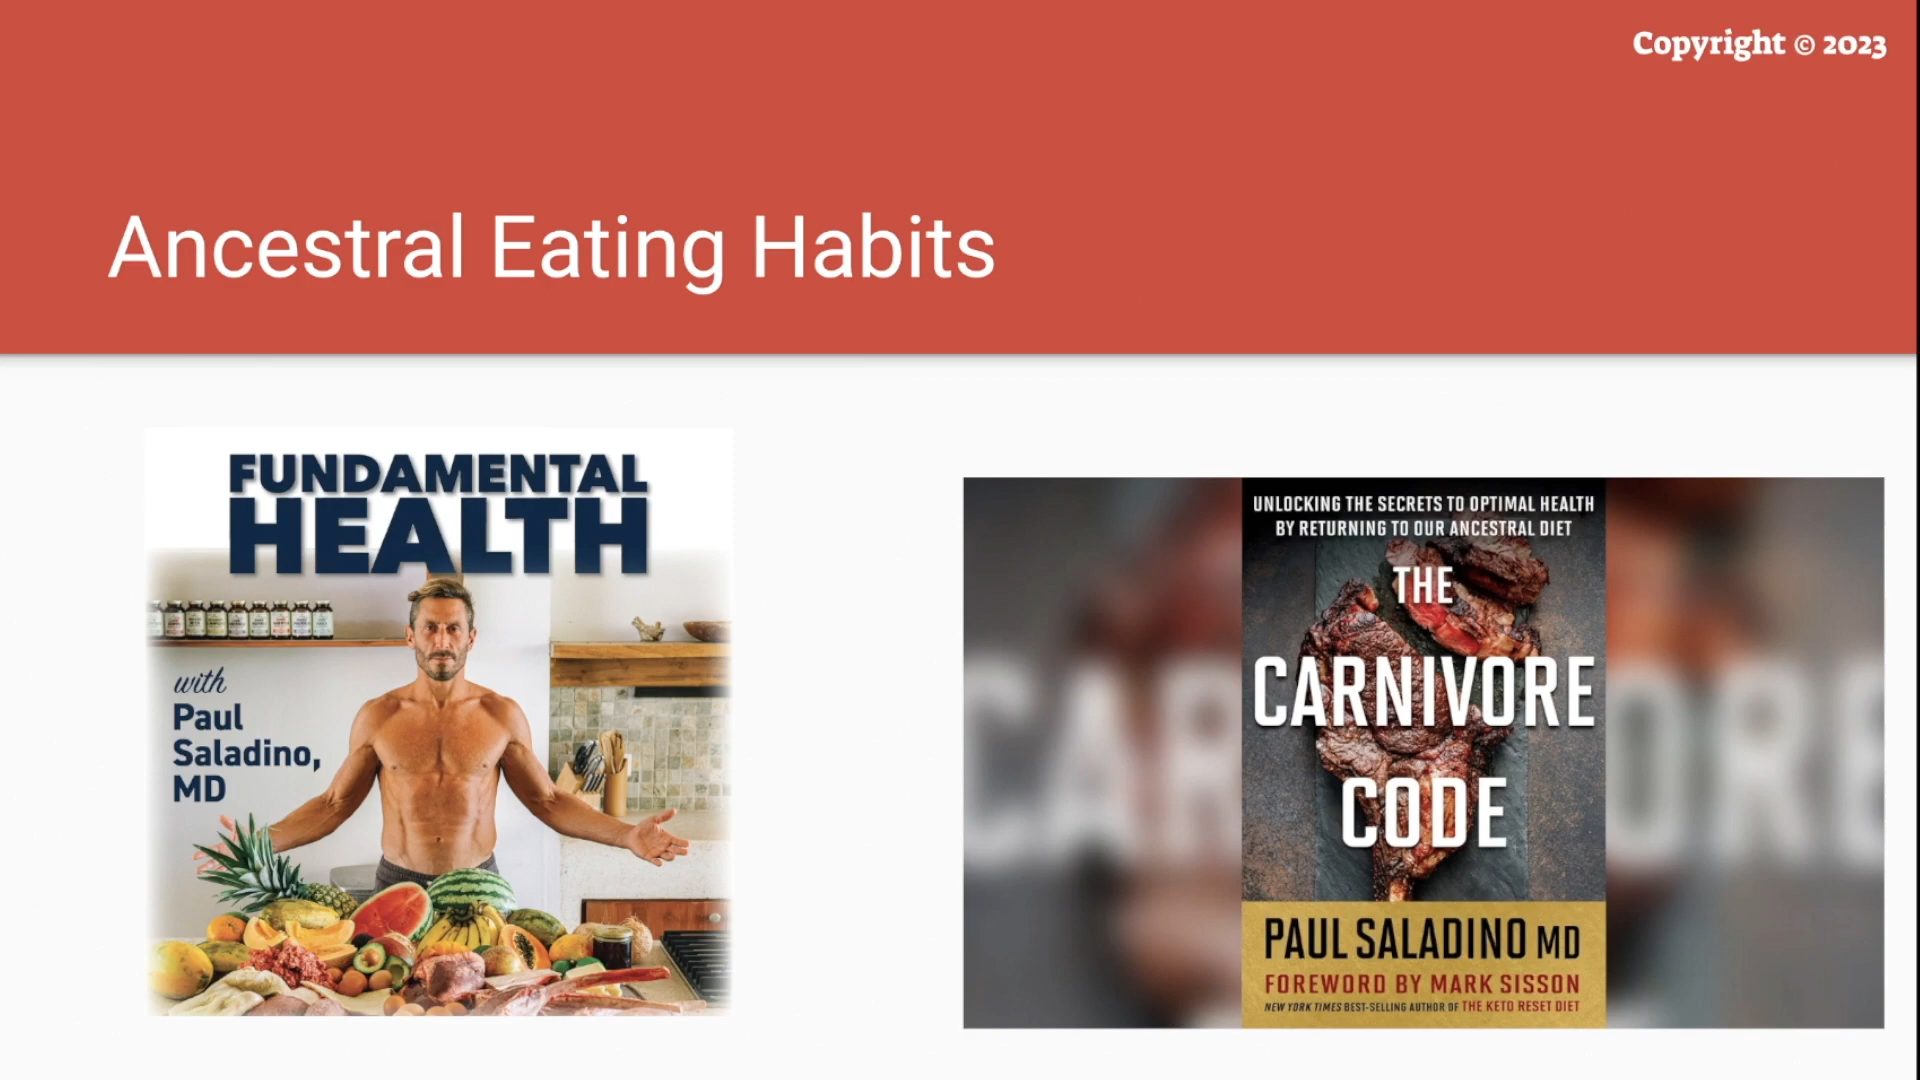 Copyright © 2023
Ancestral Eating Habits
FUNDAMENTAL
HEALTH
with
Paul
Saladino,
MD
UNLOCKING THE SECRETS TO OPTIMAL HEALTH
BY RETURNING TO OUR ANCESTRAL DIET
THE
CARNIVORE
CODE
PAUL SALADINO MD
FOREWORD BY MARK SISSON
NEW YORK TIMES BEST-SELLING AUTHOR OF THE KETO RESET DIET